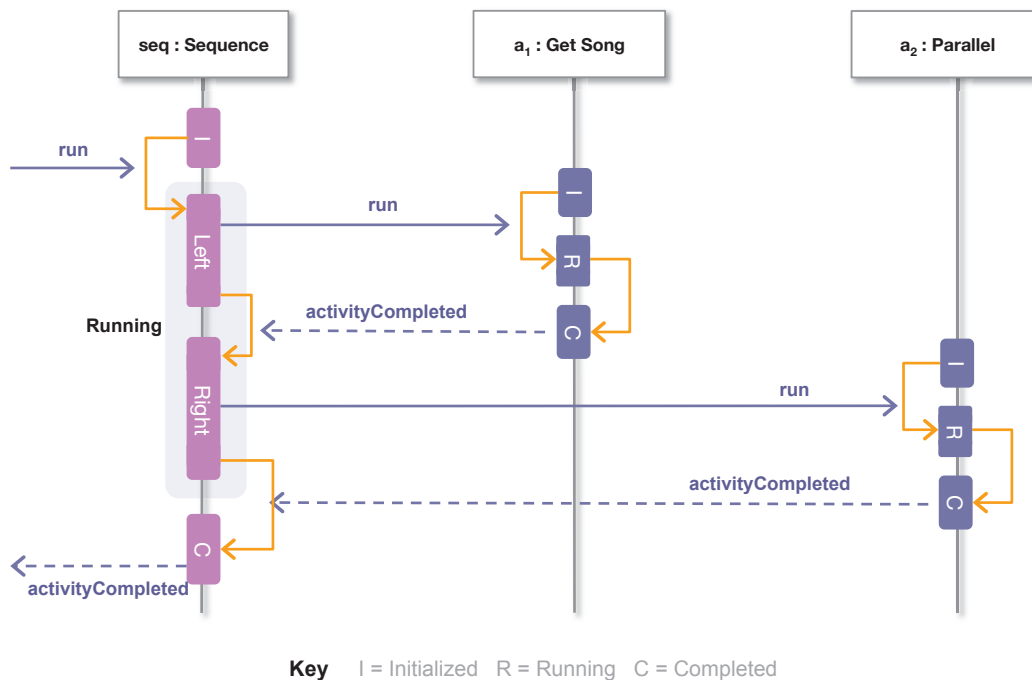 seq : Sequence
a1 : Get Song
a2 : Parallel
I
run
I
run
Left
R
activityCompleted
C
Running
I
run
Right
R
activityCompleted
C
C
activityCompleted
Key I = Initialized R = Running C = Completed